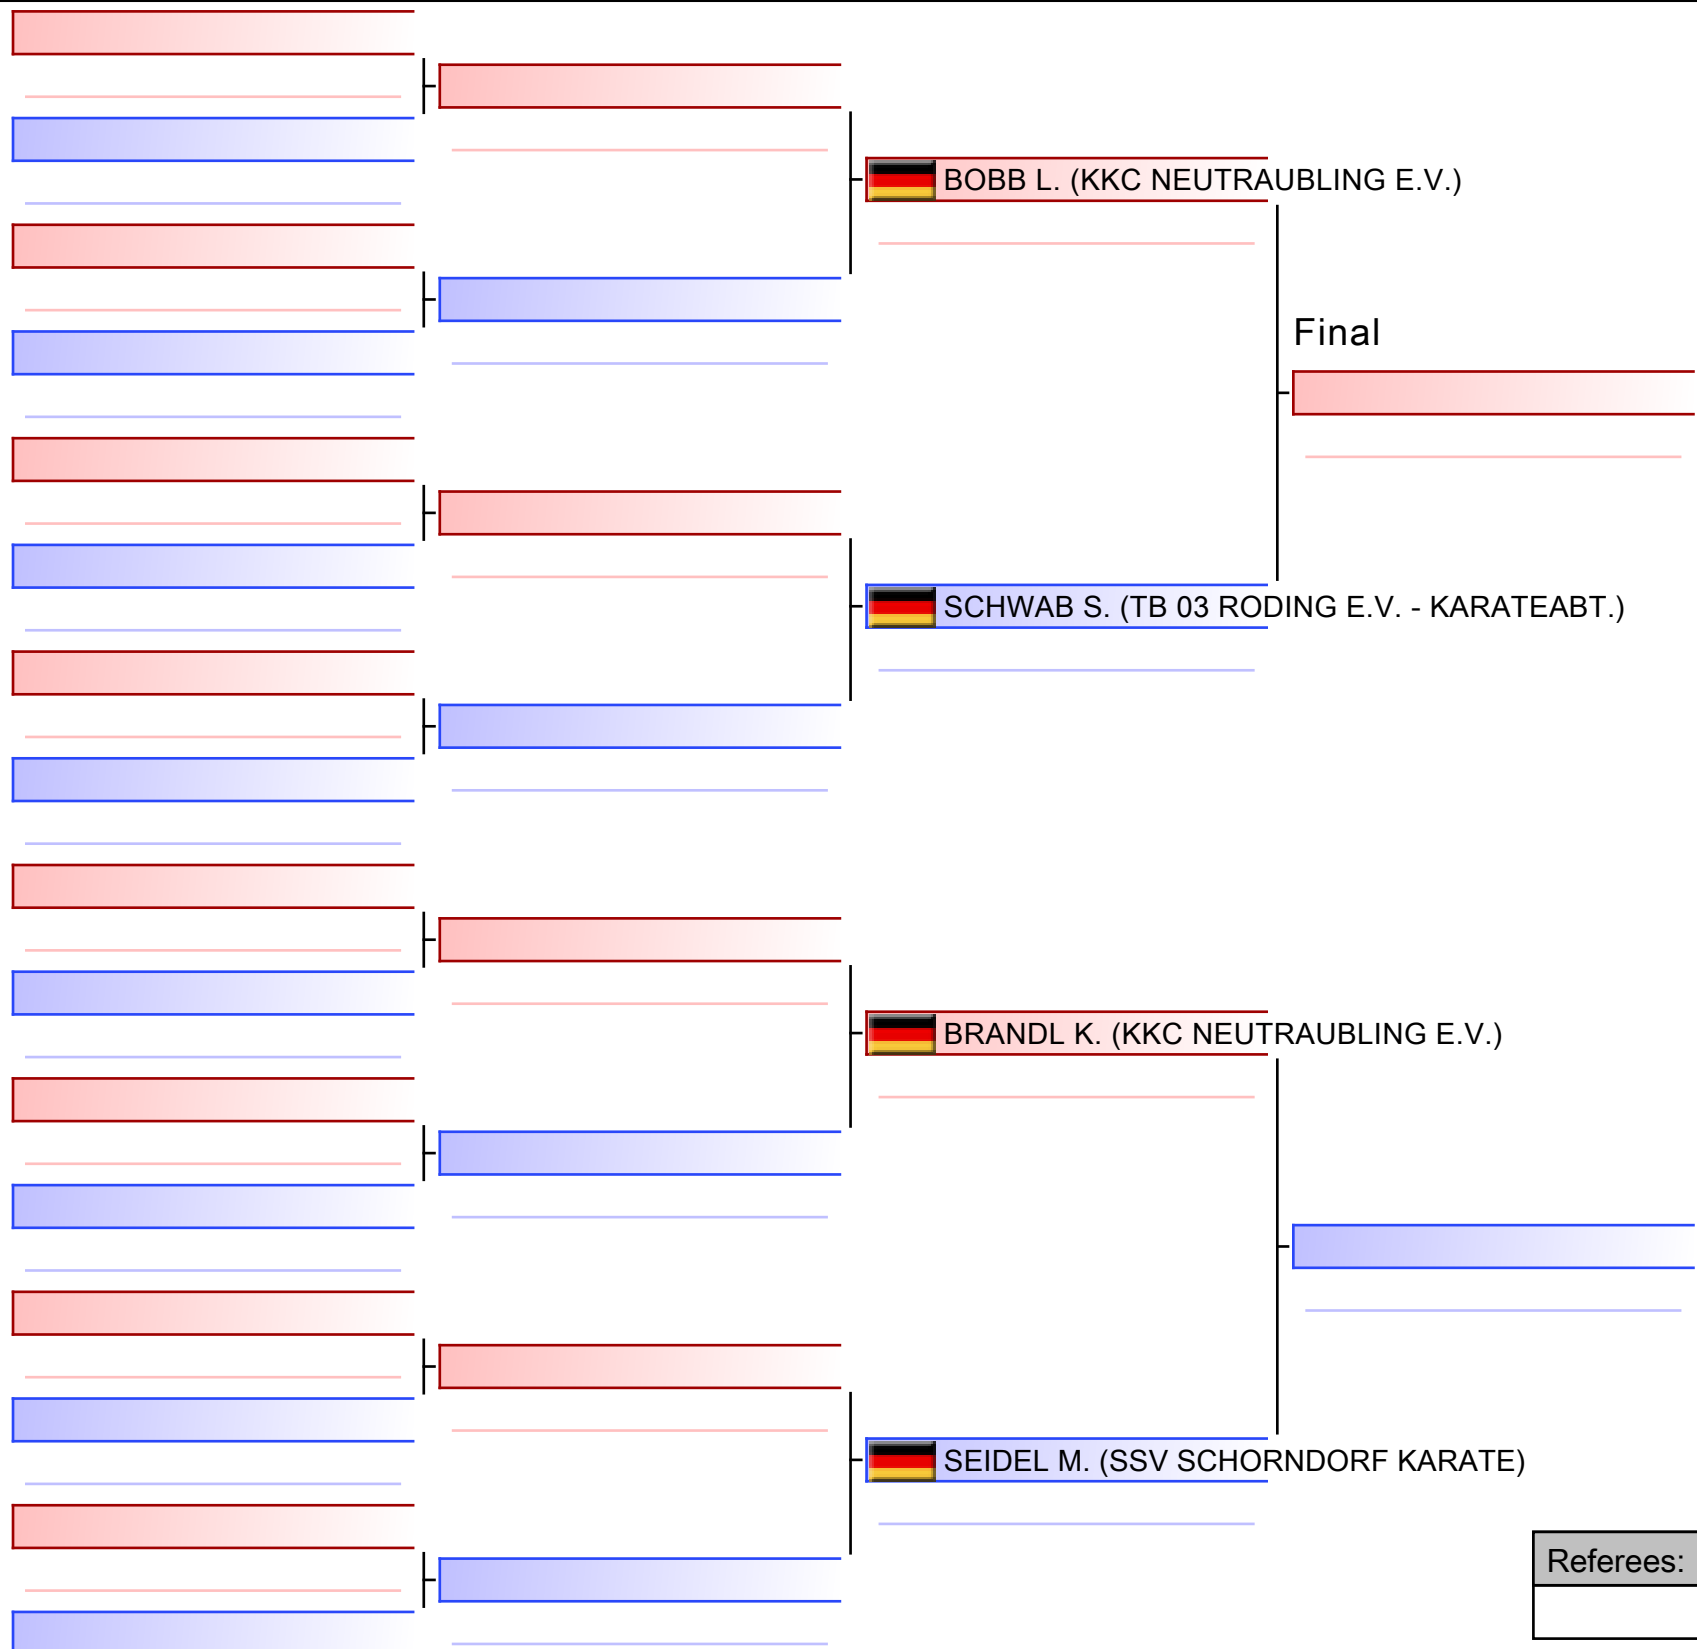 BOBB L. (KKC NEUTRAUBLING E.V.)
Final
SCHWAB S. (TB 03 RODING E.V. - KARATEABT.)
BRANDL K. (KKC NEUTRAUBLING E.V.)
SEIDEL M. (SSV SCHORNDORF KARATE)
Referees: